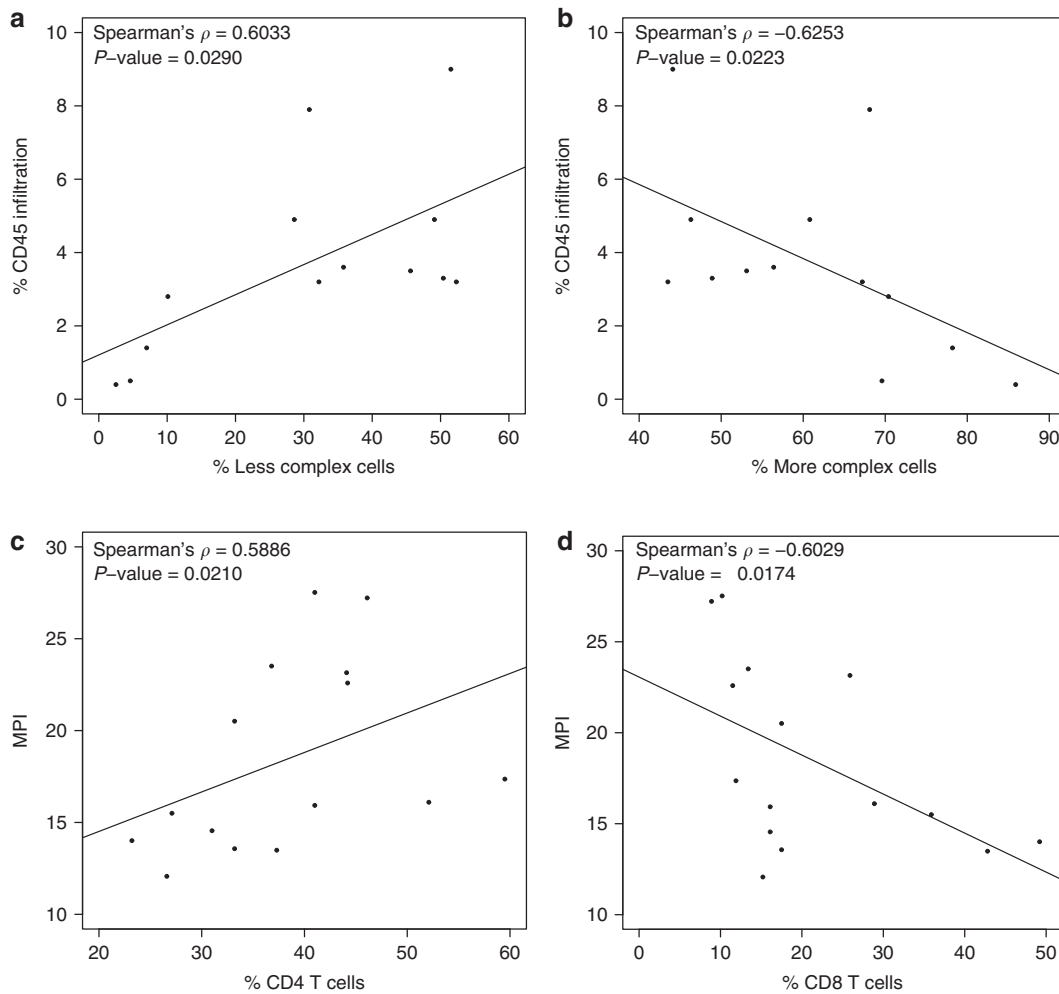 a
Spearman's ρ = 0.6033
P–value = 0.0290
% CD45 infiltration
10
8
6
4
2
0
0 10 20 30 40 50 60
% Less complex cells
b
Spearman's ρ = –0.6253
P–value = 0.0223
% CD45 infiltration
10
8
6
4
2
0
40 50 60 70 80 90
% More complex cells
c
Spearman's ρ = 0.5886
P–value = 0.0210
MPI
30
25
20
15
10
20 30 40 50 60
% CD4 T cells
d
Spearman's ρ = –0.6029
P–value = 0.0174
MPI
30
25
20
15
10
0 10 20 30 40 50
% CD8 T cells